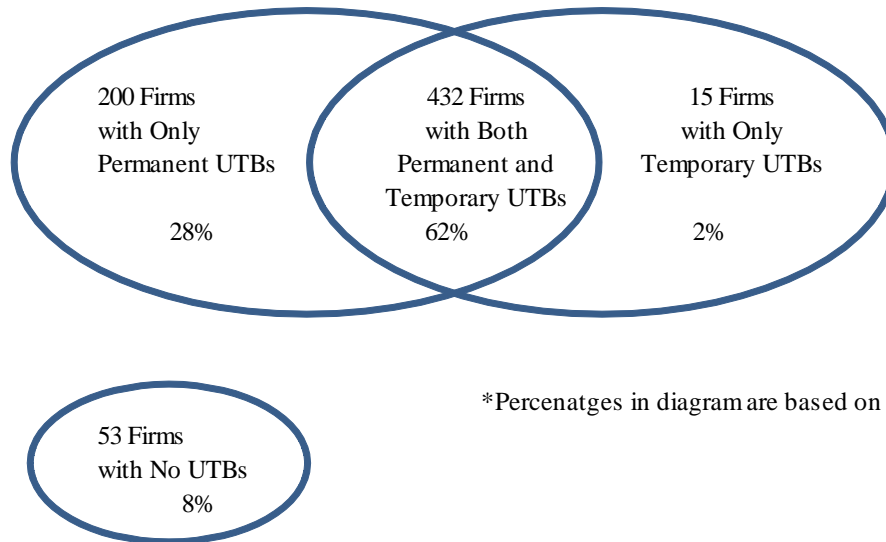 200 Firms
with Only
Permanent UTBs
28%
432 Firms
with Both
Permanent and
Temporary UTBs
62%
15 Firms
with Only
Temporary UTBs
2%
*Percenatges in diagram are based on
53 Firms
with No UTBs
8%